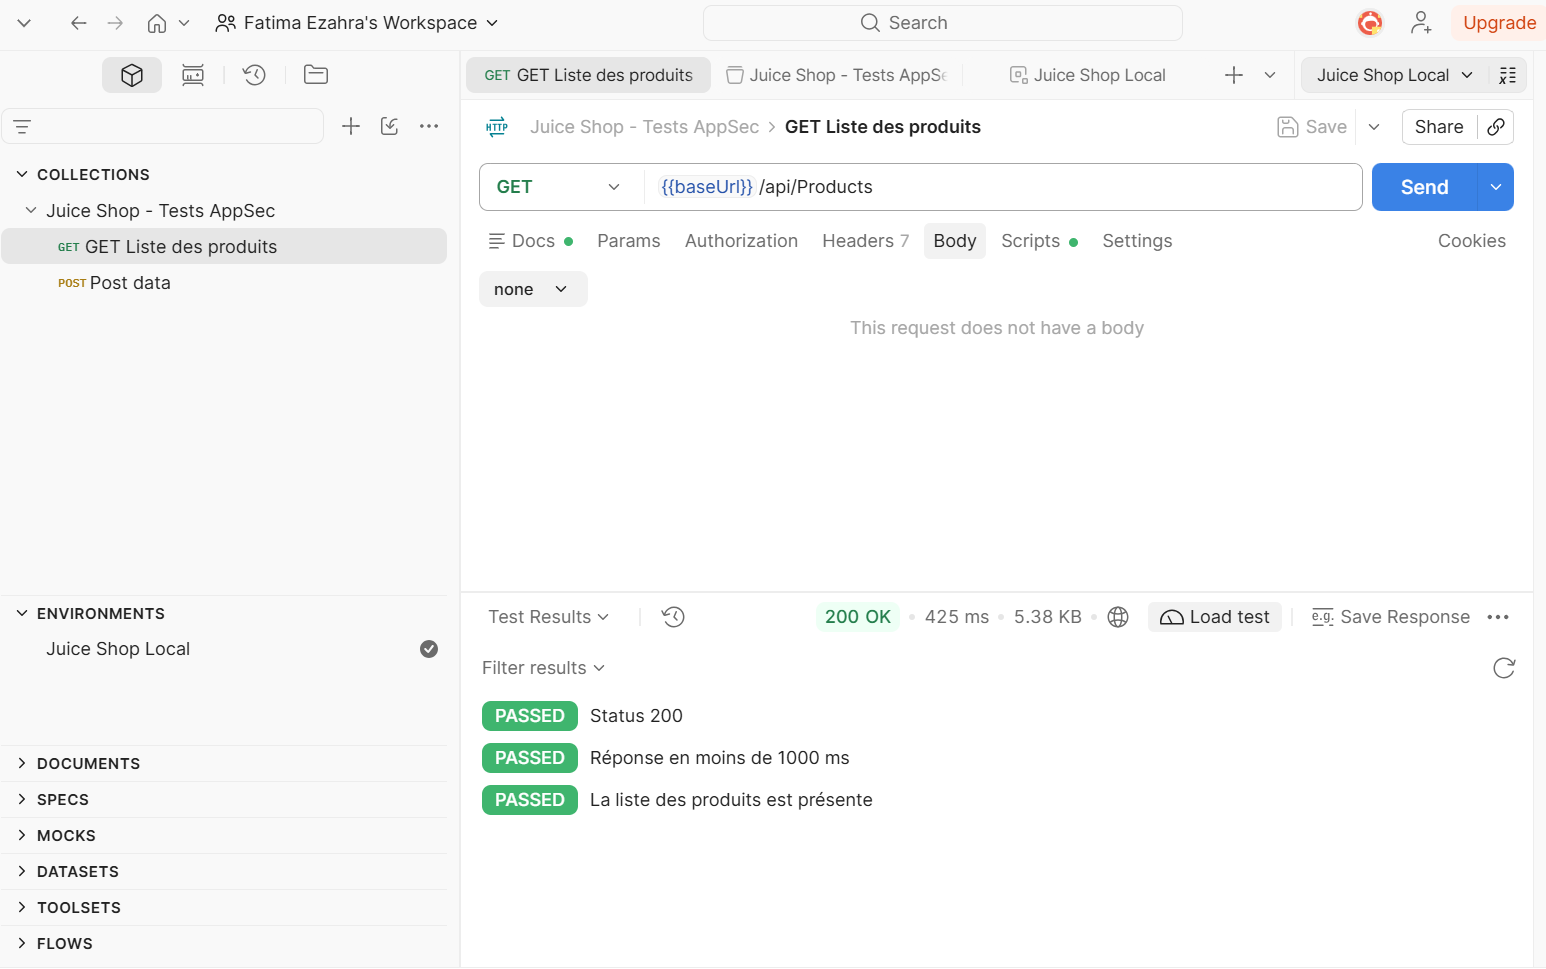 Fatima Ezahra's Workspace
Search
Upgrade
GET GET Liste des produits
Juice Shop - Tests AppSe
Juice Shop Local
Juice Shop Local
HTTP Juice Shop - Tests AppSec > GET Liste des produits
Save
Share
COLLECTIONS
Juice Shop - Tests AppSec
GET GET Liste des produits
POST Post data
GET
{{baseUrl}} /api/Products
Send
Docs
Params
Authorization
Headers 7
Body
Scripts
Settings
Cookies
none
This request does not have a body
ENVIRONMENTS
Juice Shop Local
DOCUMENTS
SPECS
MOCKS
DATASETS
TOOLSETS
FLOWS
Test Results
200 OK • 425 ms • 5.38 KB
Load test
e.g. Save Response
Filter results
PASSED Status 200
PASSED Réponse en moins de 1000 ms
PASSED La liste des produits est présente